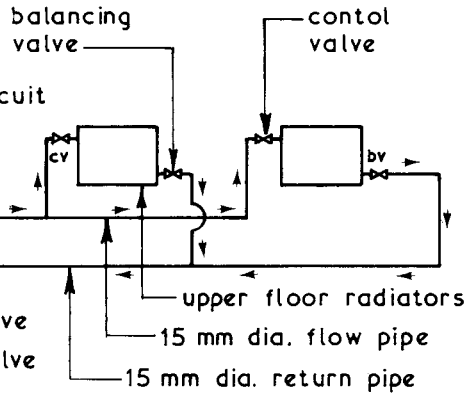 balancing
valve
contol
valve
cuit
cv
bv
upper floor radiators
ve
15 mm dia. flow pipe
lve
15 mm dia. return pipe